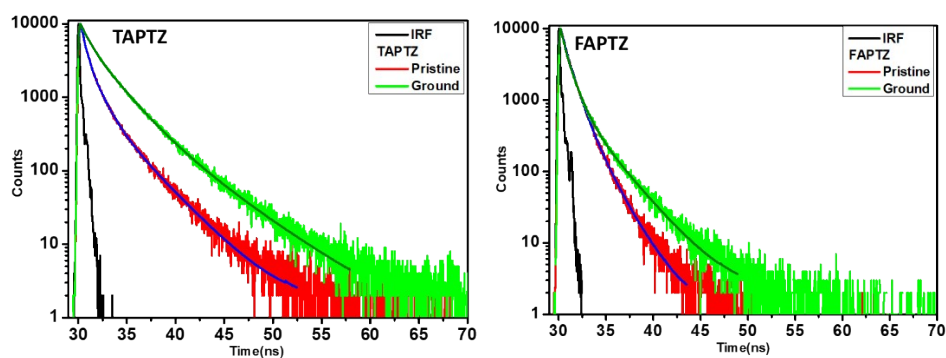 TAPTZ
IRF
TAPTZ
Pristine
Ground
10000
1000
100
10
1
Counts
30 35 40 45 50 55 60 65 70
Time(ns)
FAPTZ
IRF
FAPTZ
Pristine
Ground
10000
1000
100
10
1
Counts
30 35 40 45 50 55 60 65 70
Time(ns)